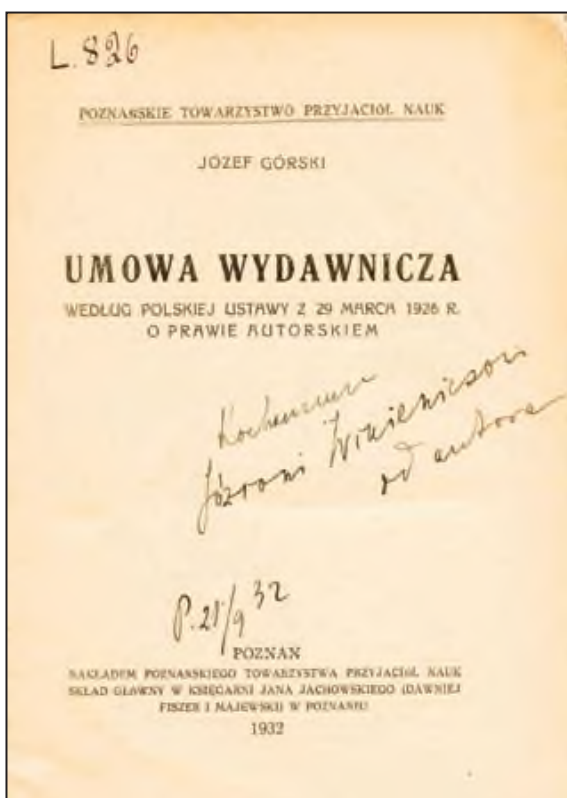 L. 826
POZNAŃSKIE TOWARZYSTWO PRZYJACIÓŁ NAUK
JÓZEF GÓRSKI
UMOWA WYDAWNICZA
WEDŁUG POLSKIEJ USTAWY Z 29 MARCA 1926 R.
O PRAWIE AUTORSKIEM
Kochanemu
Józiowi
od autora
P. 21/9 32
POZNAŃ
NAKŁADEM POZNAŃSKIEGO TOWARZYSTWA PRZYJACIÓŁ NAUK
SKŁAD GŁÓWNY W KSIĘGARNI JANA JACHOWSKIEGO (DAWNIEJ
FISZER I MAJEWSKI) W POZNANIU
1932